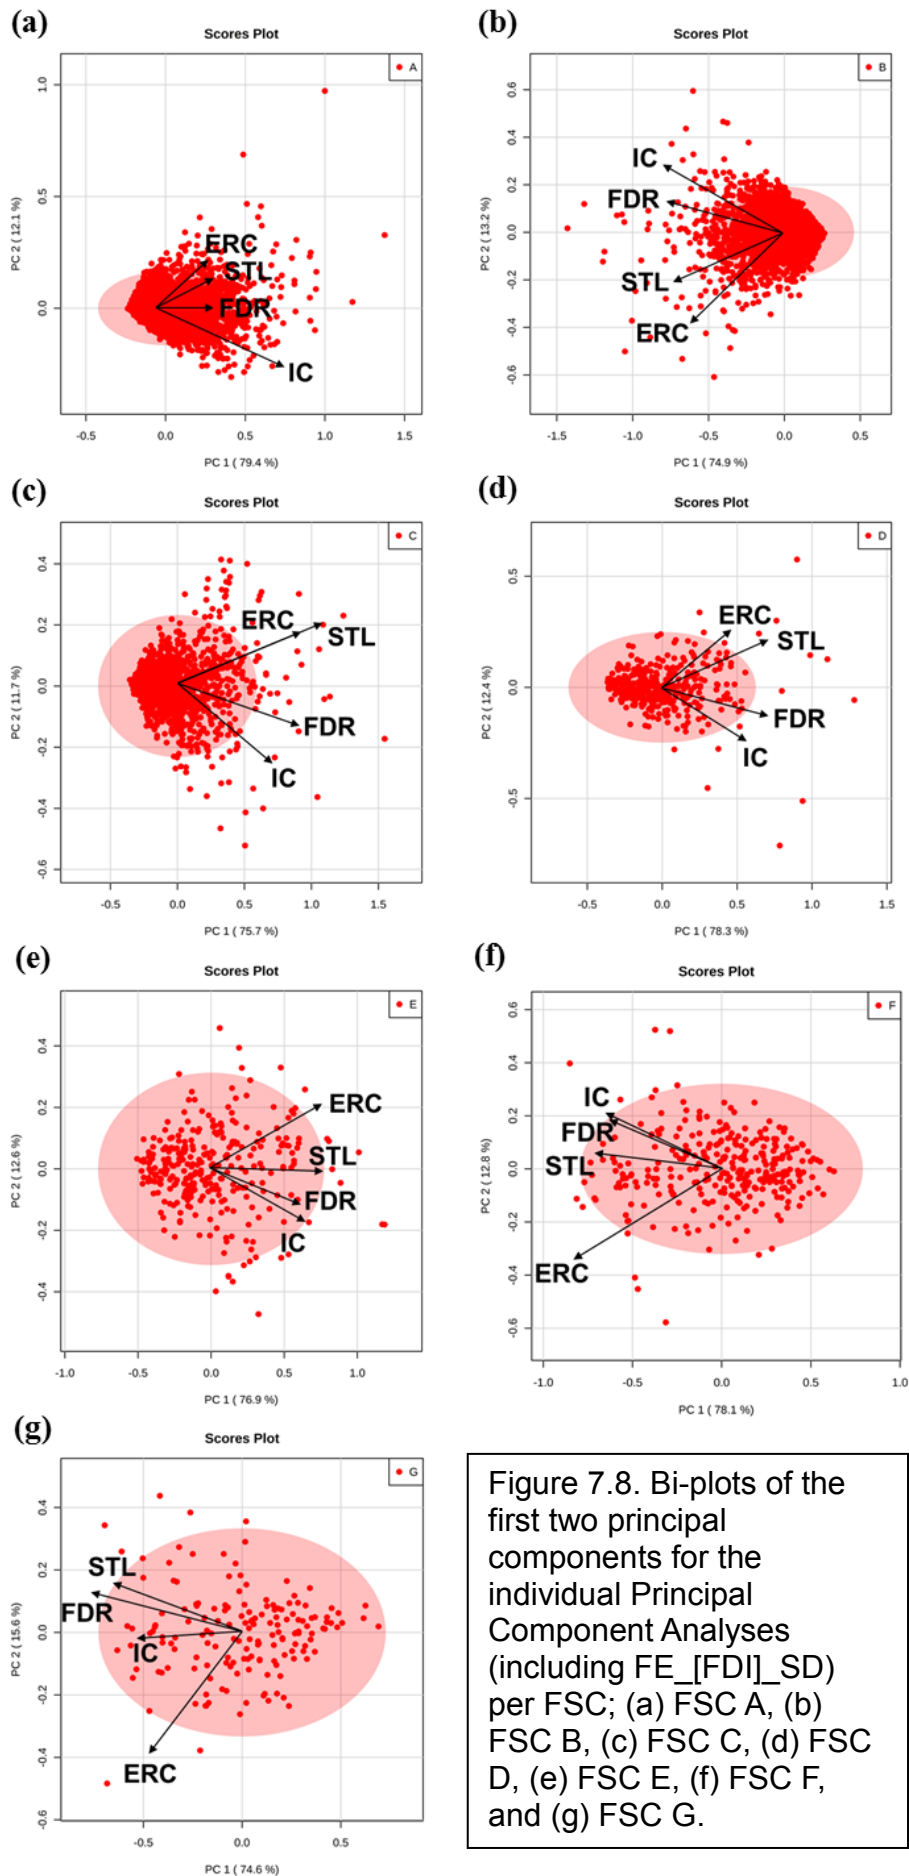 (a)
Scores Plot
A
PC 2 ( 12.1 %)
1.0
0.5
0.0
ERC
STL
FDR
IC
-0.5 0.0 0.5 1.0 1.5
PC 1 ( 79.4 %)
(b)
Scores Plot
B
PC 2 ( 13.2 %)
0.6
0.4
0.2
0.0
-0.2
-0.4
-0.6
IC
FDR
STL
ERC
-1.5 -1.0 -0.5 0.0 0.5
PC 1 ( 74.9 %)
(c)
Scores Plot
C
PC 2 ( 11.7 %)
0.4
0.2
0.0
-0.2
-0.4
-0.6
ERC
STL
FDR
IC
-0.5 0.0 0.5 1.0 1.5
PC 1 ( 75.7 %)
(d)
Scores Plot
D
PC 2 ( 12.4 %)
0.5
0.0
-0.5
ERC
STL
FDR
IC
-0.5 0.0 0.5 1.0 1.5
PC 1 ( 78.3 %)
(e)
Scores Plot
E
PC 2 ( 12.6 %)
0.4
0.2
0.0
-0.2
-0.4
ERC
STL
FDR
IC
-1.0 -0.5 0.0 0.5 1.0
PC 1 ( 76.9 %)
(f)
Scores Plot
F
PC 2 ( 12.8 %)
0.6
0.4
0.2
0.0
-0.2
-0.4
-0.6
IC
FDR
STL
ERC
-1.0 -0.5 0.0 0.5 1.0
PC 1 ( 78.1 %)
(g)
Scores Plot
G
PC 2 ( 15.6 %)
0.4
0.2
0.0
-0.2
-0.4
-0.6
STL
FDR
IC
ERC
-0.5 0.0 0.5
PC 1 ( 74.6 %)
Figure 7.8. Bi-plots of the
first two principal
components for the
individual Principal
Component Analyses
(including FE_[FDI]_SD)
per FSC; (a) FSC A, (b)
FSC B, (c) FSC C, (d) FSC
D, (e) FSC E, (f) FSC F,
and (g) FSC G.